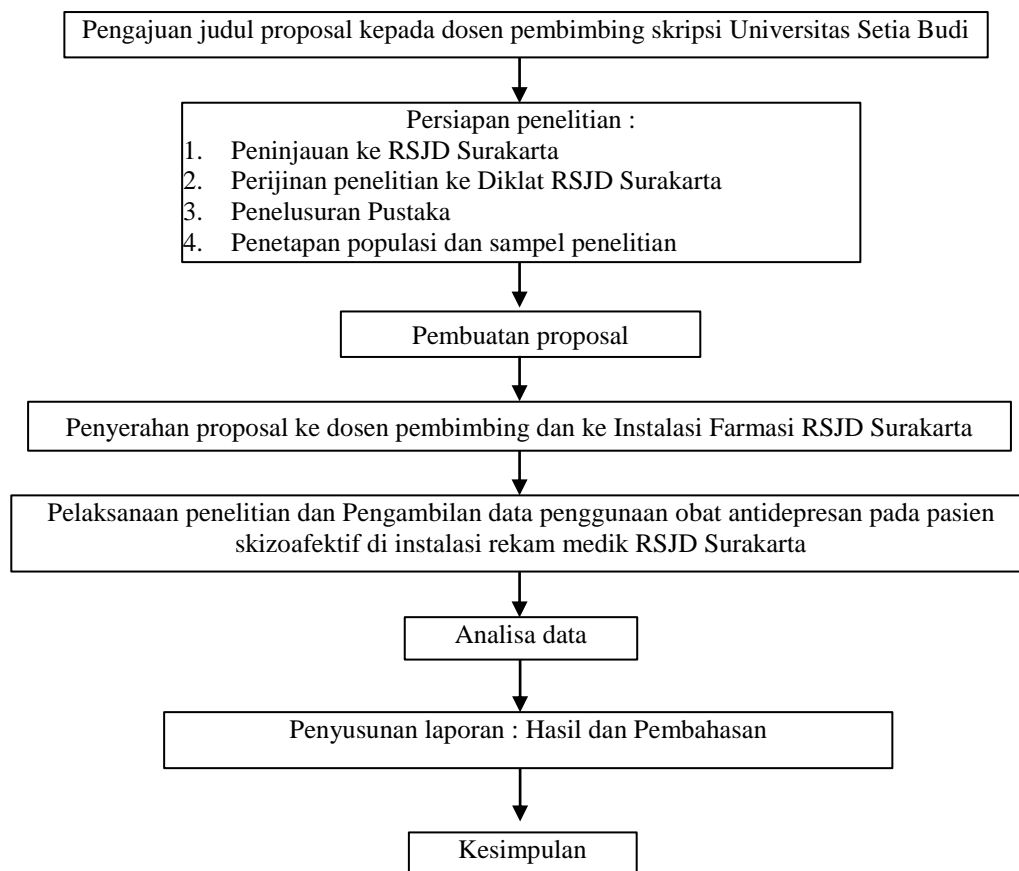 Pengajuan judul proposal kepada dosen pembimbing skripsi Universitas Setia Budi
Persiapan penelitian :
1. Peninjauan ke RSJD Surakarta
2. Perijinan penelitian ke Diklat RSJD Surakarta
3. Penelusuran Pustaka
4. Penetapan populasi dan sampel penelitian
Pembuatan proposal
Penyerahan proposal ke dosen pembimbing dan ke Instalasi Farmasi RSJD Surakarta
Pelaksanaan penelitian dan Pengambilan data penggunaan obat antidepresan pada pasien
skizoafektif di instalasi rekam medik RSJD Surakarta
Analisa data
Penyusunan laporan : Hasil dan Pembahasan
Kesimpulan